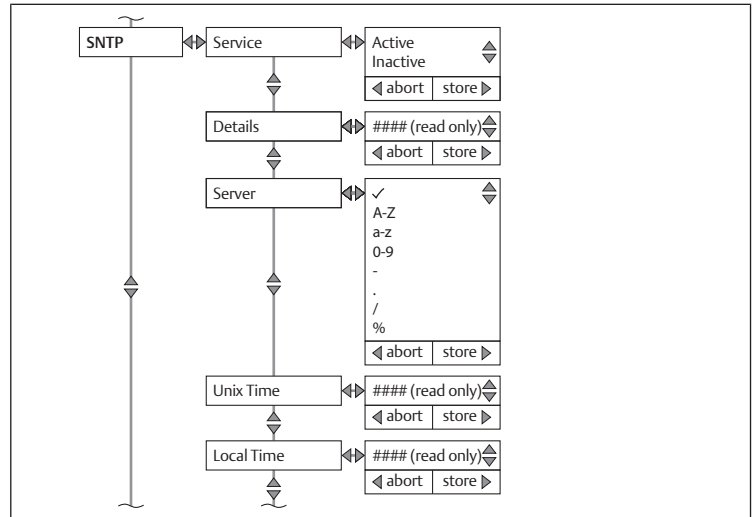 SNTP
Service
Active
Inactive
abort store
Details
#### (read only)
abort store
Server
✓
A-Z
a-z
0-9
-
.
/
%
abort store
Unix Time
#### (read only)
abort store
Local Time
#### (read only)
abort store